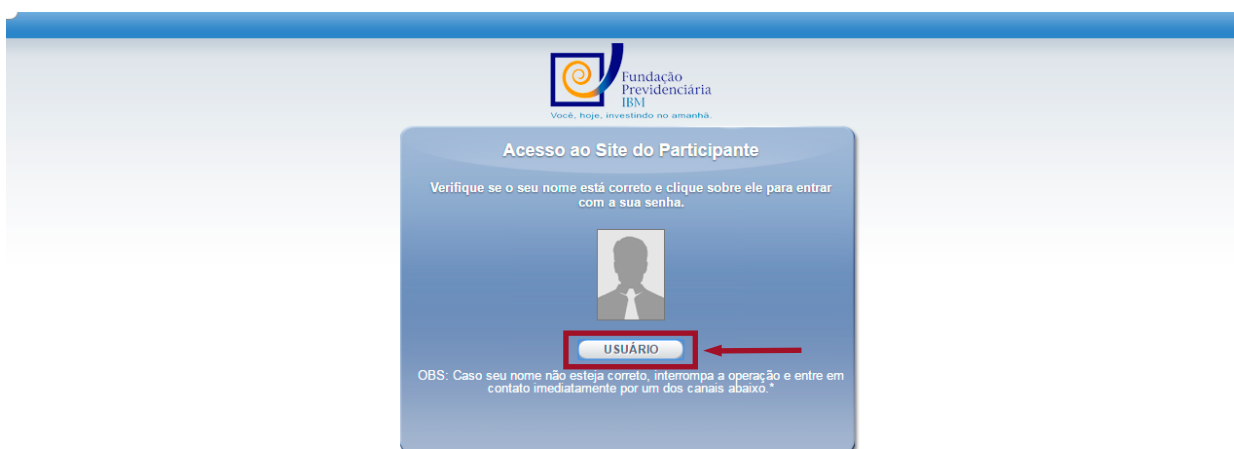 Fundação
Previdenciária
IBM
Você, hoje, investindo no amanhã.
Acesso ao Site do Participante
Verifique se o seu nome está correto e clique sobre ele para entrar
com a sua senha.
USUÁRIO
OBS: Caso seu nome não esteja correto, interrompa a operação e entre em
contato imediatamente por um dos canais abaixo.*